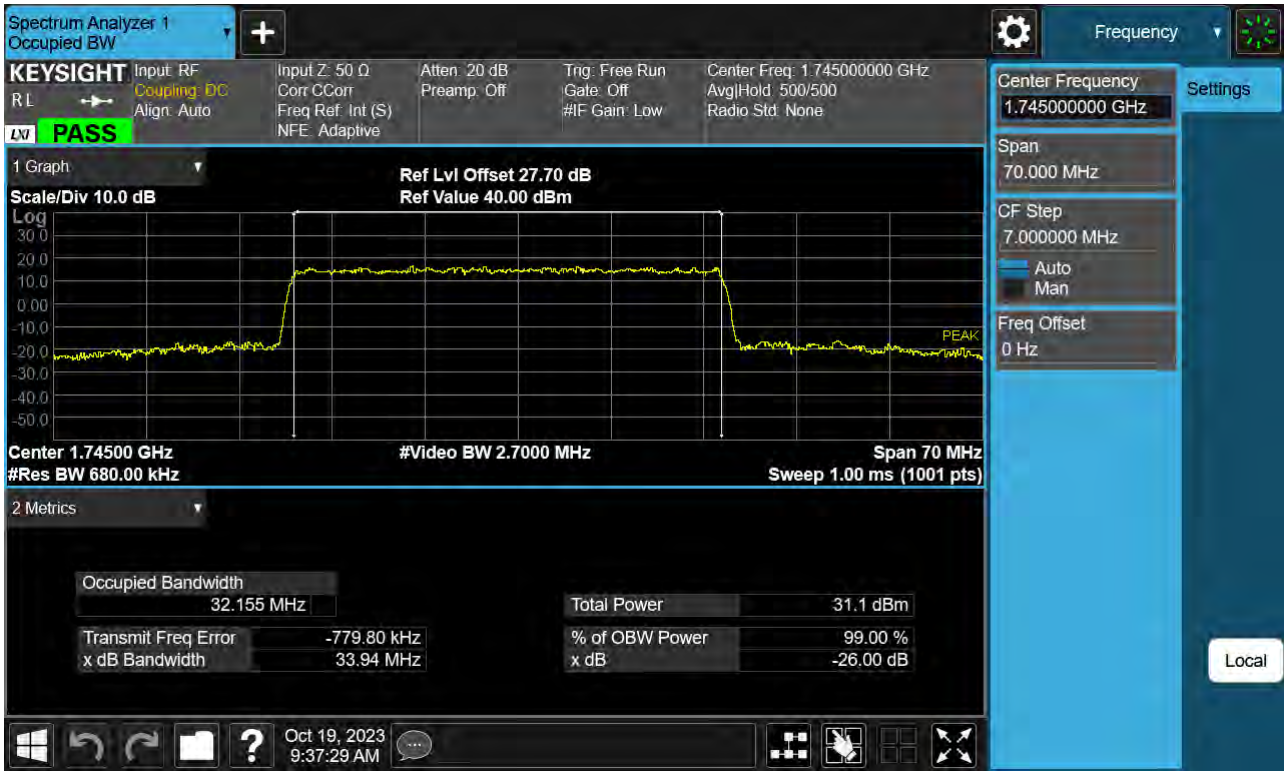 Spectrum Analyzer 1
Occupied BW
Frequency
KEYSIGHT
R L
LXI PASS
Input: RF
Coupling: DC
Align: Auto
Input Z: 50 Ω
Corr CCorr
Freq Ref: Int (S)
NFE: Adaptive
Atten: 20 dB
Preamp: Off
Trig: Free Run
Gate: Off
#IF Gain: Low
Center Freq: 1.745000000 GHz
Avg|Hold: 500/500
Radio Std: None
Center Frequency
1.745000000 GHz
Settings
Span
70.000 MHz
CF Step
7.000000 MHz
Auto
Man
Freq Offset
0 Hz
Local
1 Graph
Scale/Div 10.0 dB
Ref Lvl Offset 27.70 dB
Ref Value 40.00 dBm
Log
30.0
20.0
10.0
0.00
-10.0
-20.0
-30.0
-40.0
-50.0
PEAK
Center 1.74500 GHz
#Video BW 2.7000 MHz
Span 70 MHz
#Res BW 680.00 kHz
Sweep 1.00 ms (1001 pts)
2 Metrics
Occupied Bandwidth
32.155 MHz
Total Power 31.1 dBm
Transmit Freq Error -779.80 kHz
% of OBW Power 99.00 %
x dB Bandwidth 33.94 MHz
x dB -26.00 dB
?
Oct 19, 2023
9:37:29 AM